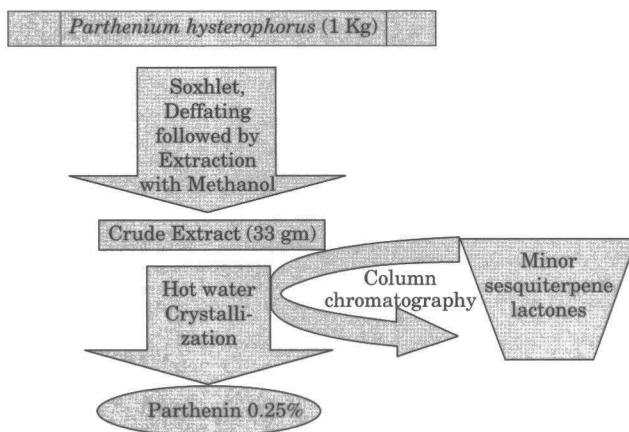 Parthenium hysterophorus (1 Kg)
Soxhlet,
Deffating
followed by
Extraction
with Methanol
Crude Extract (33 gm)
Hot water
Crystalli-
zation
Column
chromatography
Minor
sesquiterpene
lactones
Parthenin 0.25%